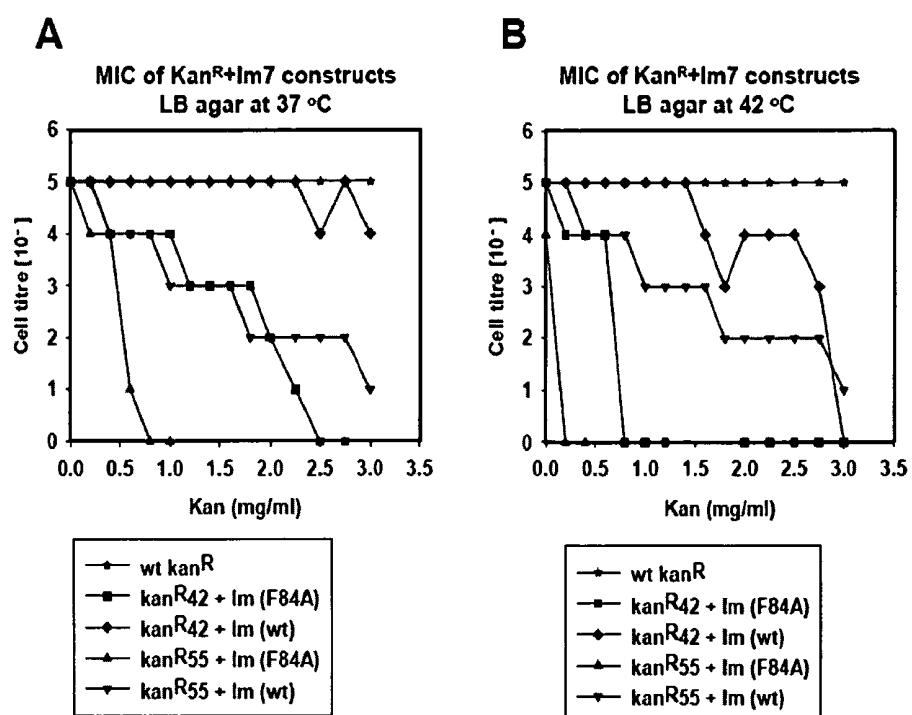 A
MIC of KanR+Im7 constructs
LB agar at 37 ºC
6
5
4
3
2
1
0
Cell titre [10-]
0.0 0.5 1.0 1.5 2.0 2.5 3.0 3.5
Kan (mg/ml)
wt kanR
kanR42 + Im (F84A)
kanR42 + Im (wt)
kanR55 + Im (F84A)
kanR55 + Im (wt)
B
MIC of KanR+Im7 constructs
LB agar at 42 ºC
6
5
4
3
2
1
0
Cell titre [10-]
0.0 0.5 1.0 1.5 2.0 2.5 3.0 3.5
Kan (mg/ml)
wt kanR
kanR42 + Im (F84A)
kanR42 + Im (wt)
kanR55 + Im (F84A)
kanR55 + Im (wt)